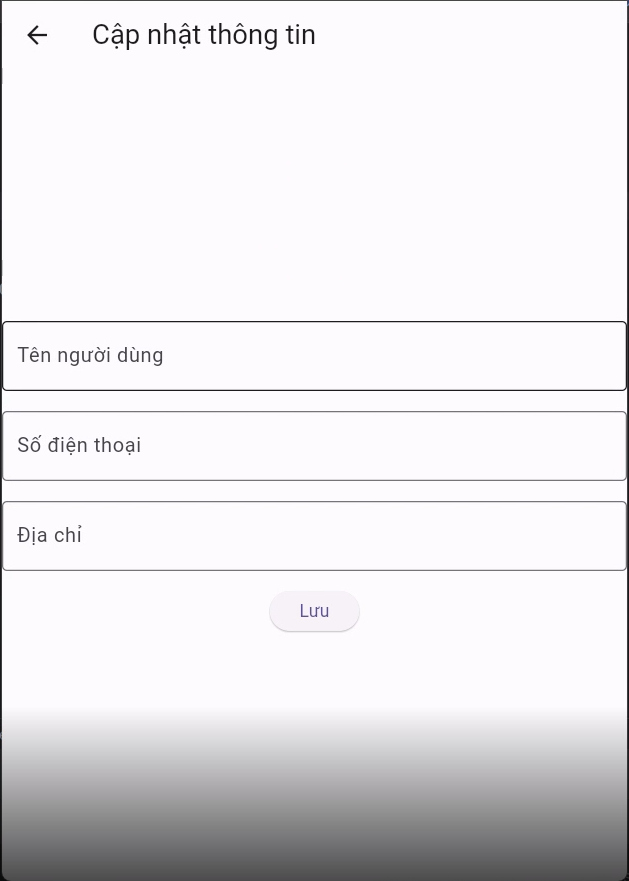 Cập nhật thông tin
Tên người dùng
Số điện thoại
Địa chỉ
Lưu